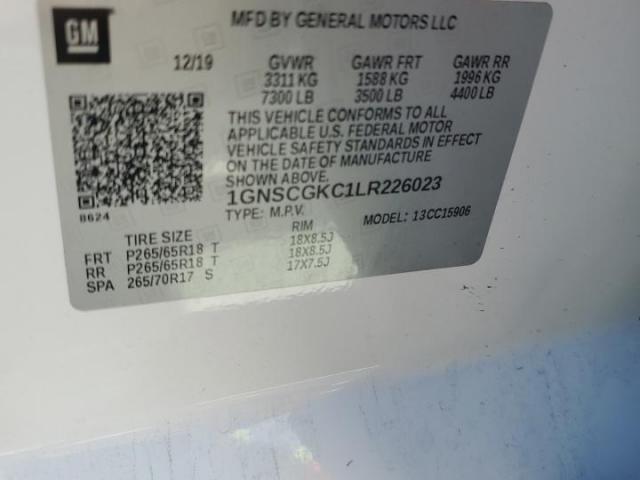 GM
MFD BY GENERAL MOTORS LLC
12/19 GVWR GAWR FRT GAWR RR
3311 KG 1588 KG 1996 KG
7300 LB 3500 LB 4400 LB
THIS VEHICLE CONFORMS TO ALL
APPLICABLE U.S. FEDERAL MOTOR
VEHICLE SAFETY STANDARDS IN EFFECT
ON THE DATE OF MANUFACTURE
SHOWN ABOVE.
1GNSCGKC1LR226023
8624
TYPE: M.P.V. MODEL: 13CC15906
TIRE SIZE RIM
FRT P265/65R18 T 18X8.5J
RR P265/65R18 T 18X8.5J
SPA 265/70R17 S 17X7.5J